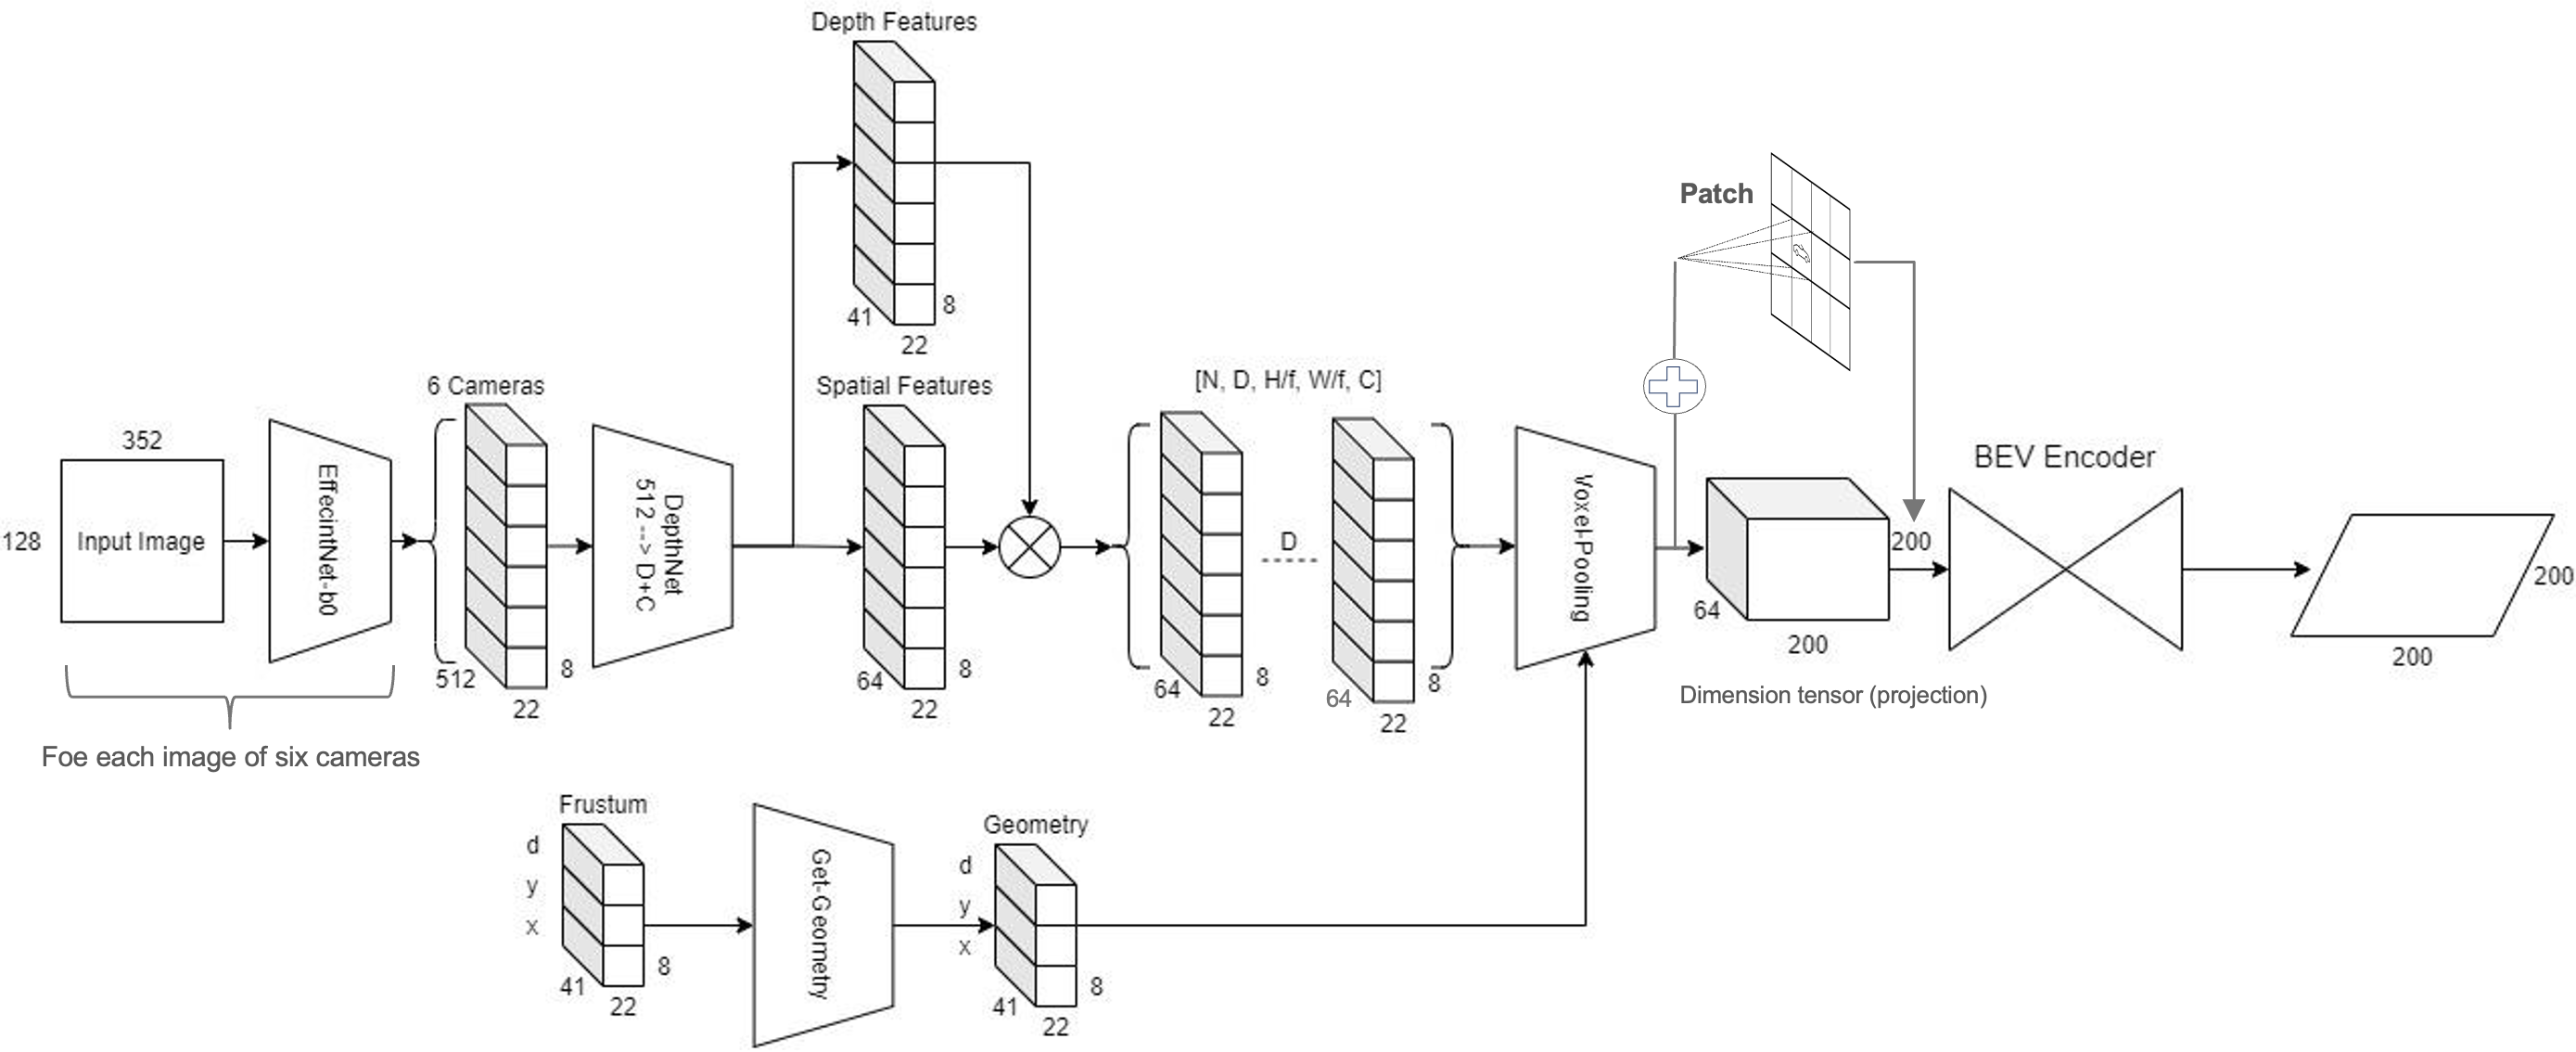 Depth Features
41
8
22
6 Cameras
Spatial Features
[N, D, H/f, W/f, C]
Patch
352
128
Input Image
EffecintNet-b0
512
8
22
DepthNet
512 --> D+C
64
8
22
64
8
22
D
64
8
22
Voxel-Pooling
64
200
200
BEV Encoder
200
200
Dimension tensor (projection)
Foe each image of six cameras
Frustum
d
y
x
41
8
22
Get-Geometry
Geometry
d
y
x
41
8
22